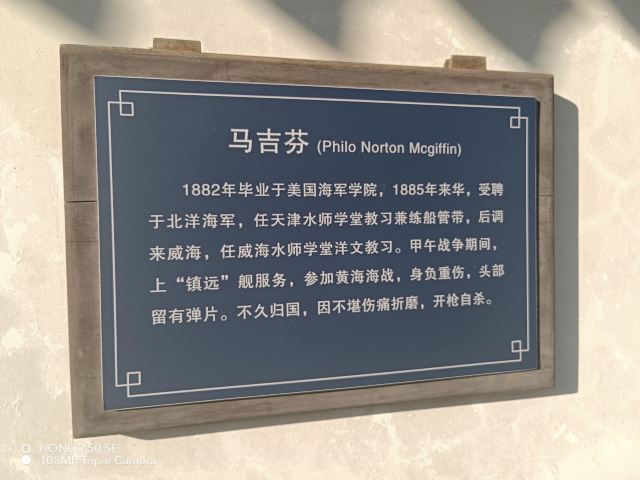 马吉芬 (Philo Norton Mcgiffin)
1882年毕业于美国海军学院，1885年来华，受聘
于北洋海军，任天津水师学堂教习兼练船管带，后调
来威海，任威海水师学堂洋文教习。甲午战争期间，
上“镇远”舰服务，参加黄海海战，身负重伤，头部
留有弹片。不久归国，因不堪伤痛折磨，开枪自杀。
HONOR 50 SE
108MP Triple Camera